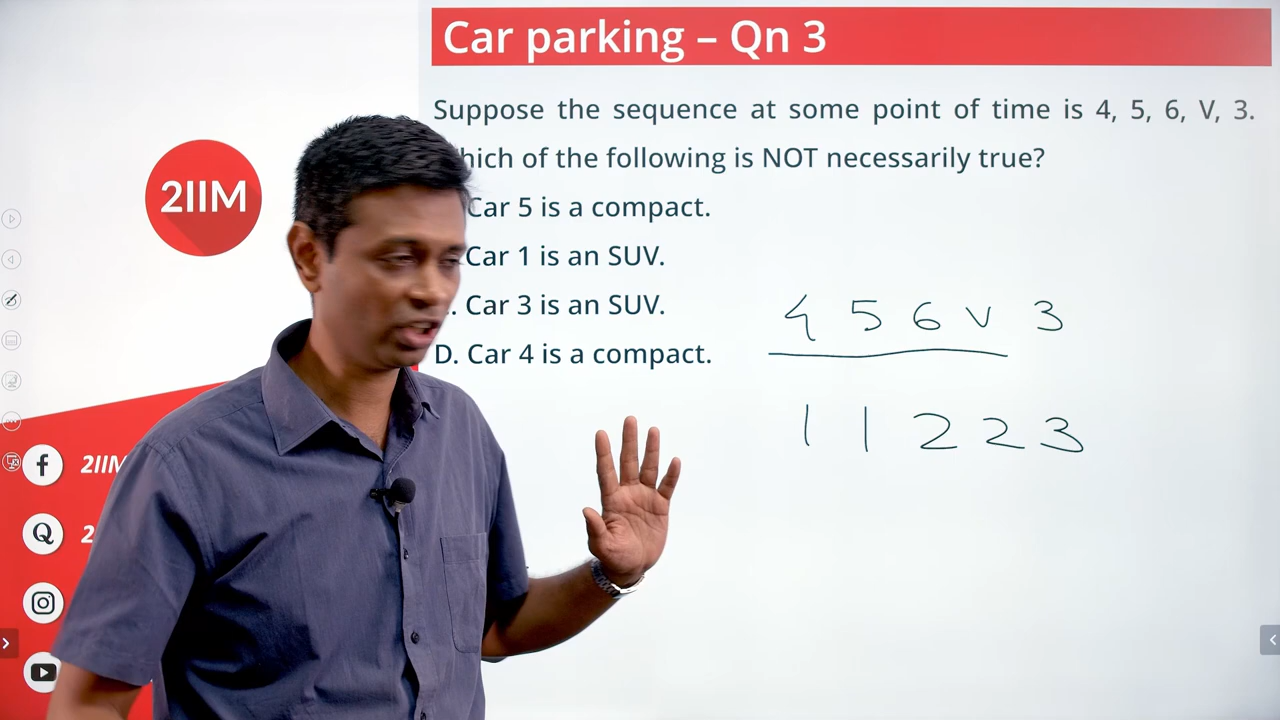 Car parking – Qn 3
Suppose the sequence at some point of time is 4, 5, 6, V, 3.
of the following is NOT necessarily true?
2IIM
Car 5 is a compact.
Car 1 is an SUV.
. Car 3 is an SUV.
D. Car 4 is a compact.
4 5 6 V 3
1 1 2 2 3
f 2IIM
Q 2